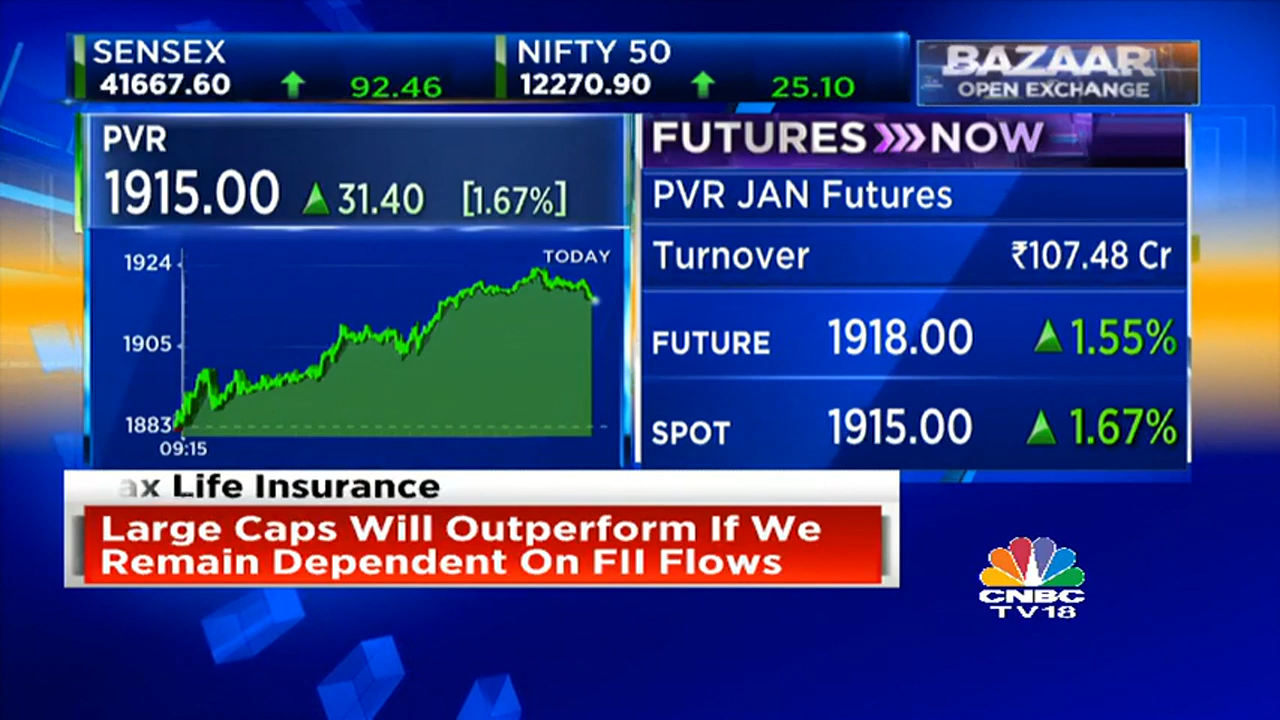 SENSEX
41667.60 92.46
NIFTY 50
12270.90 25.10
BAZAAR
OPEN EXCHANGE
PVR
1915.00 31.40 [1.67%]
TODAY
1924
1905
1883
09:15
FUTURES NOW
PVR JAN Futures
Turnover ₹107.48 Cr
FUTURE 1918.00 1.55%
SPOT 1915.00 1.67%
ax Life Insurance
Large Caps Will Outperform If We
Remain Dependent On FII Flows
CNBC
TV18